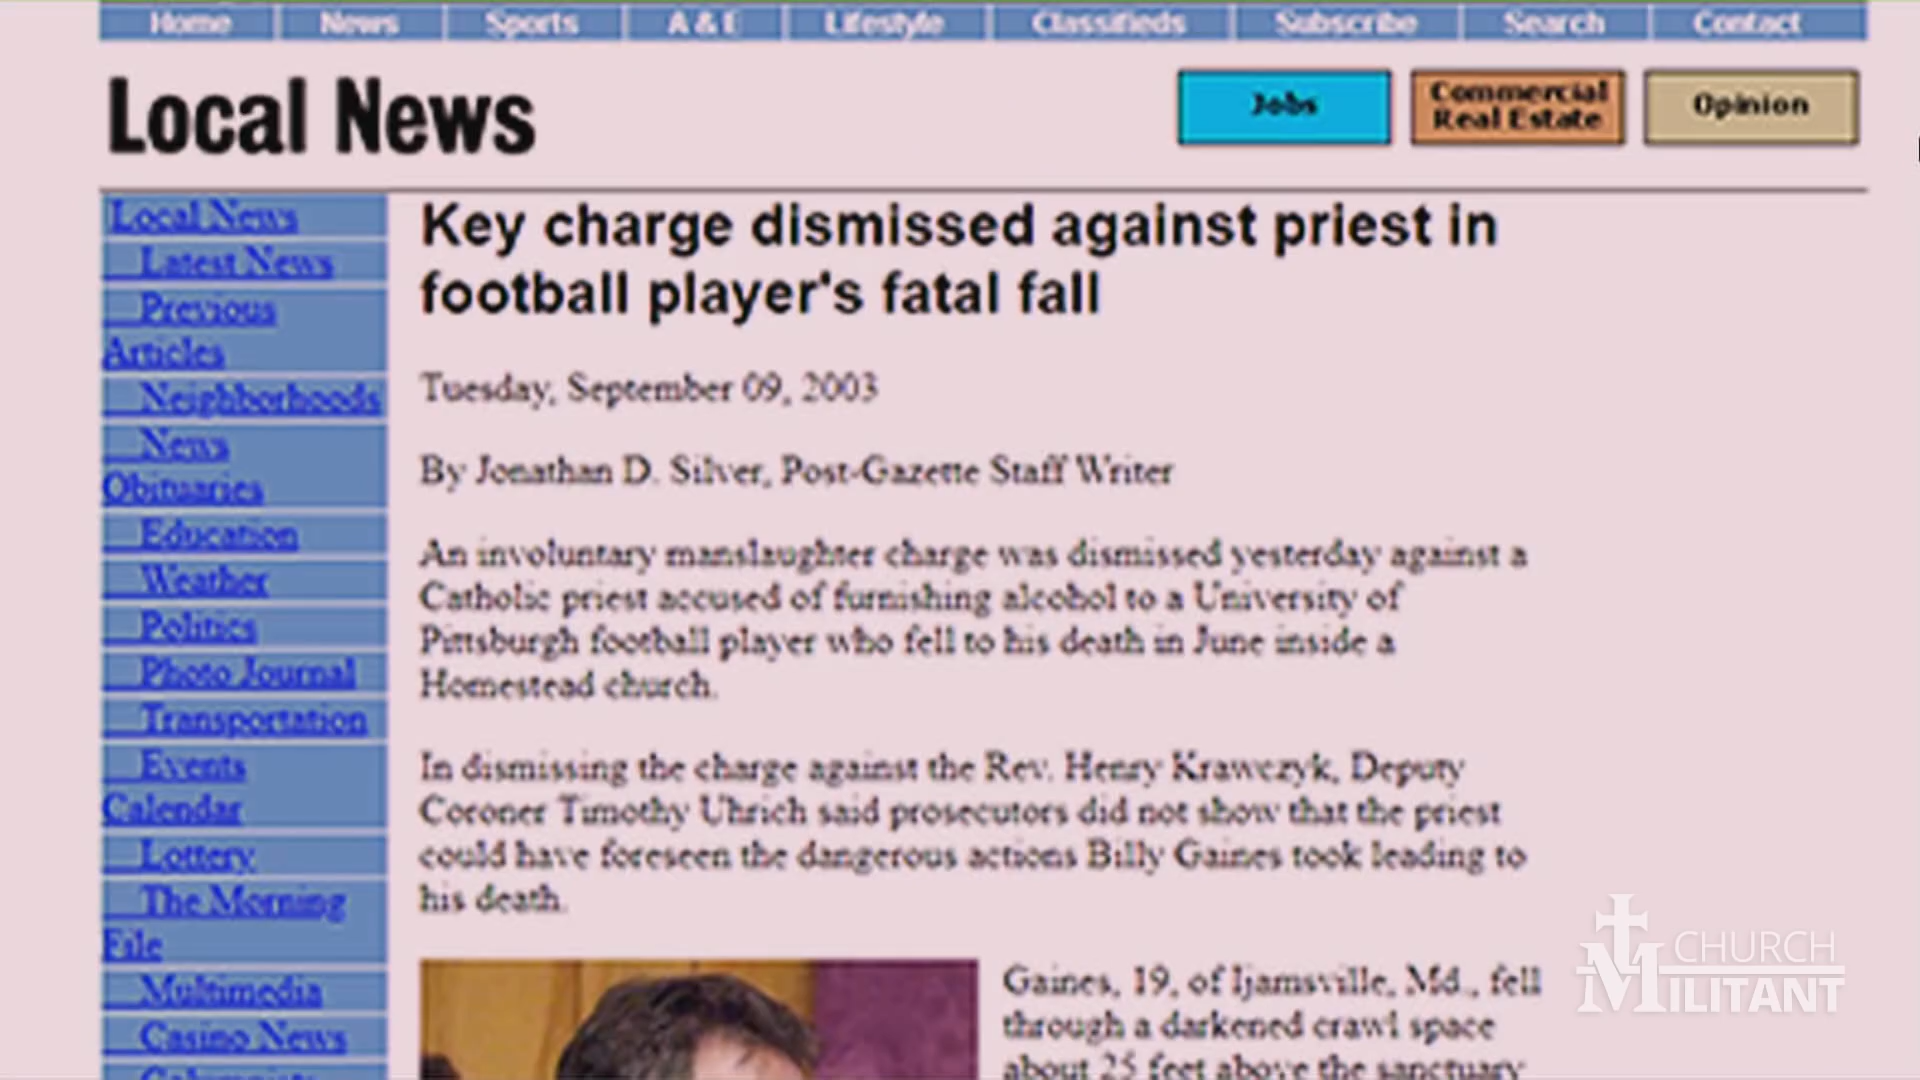 Home News Sports A & E Lifestyle Classifieds Subscribe Search Contact
Local News
Jobs
Commercial
Real Estate
Opinion
Local News
Latest News
Previous
Articles
Neighborhoods
News
Obituaries
Education
Weather
Politics
Photo Journal
Transportation
Events
Calendar
Lottery
The Morning
File
Multimedia
Casino News
Key charge dismissed against priest in
football player's fatal fall
Tuesday, September 09, 2003
By Jonathan D. Silver, Post-Gazette Staff Writer
An involuntary manslaughter charge was dismissed yesterday against a
Catholic priest accused of furnishing alcohol to a University of
Pittsburgh football player who fell to his death in June inside a
Homestead church.
In dismissing the charge against the Rev. Henry Krawczyk, Deputy
Coroner Timothy Uhrich said prosecutors did not show that the priest
could have foreseen the dangerous actions Billy Gaines took leading to
his death.
Gaines, 19, of Ijamsville, Md., fell
through a darkened crawl space
about 25 feet above the sanctuary
CHURCH
MILITANT